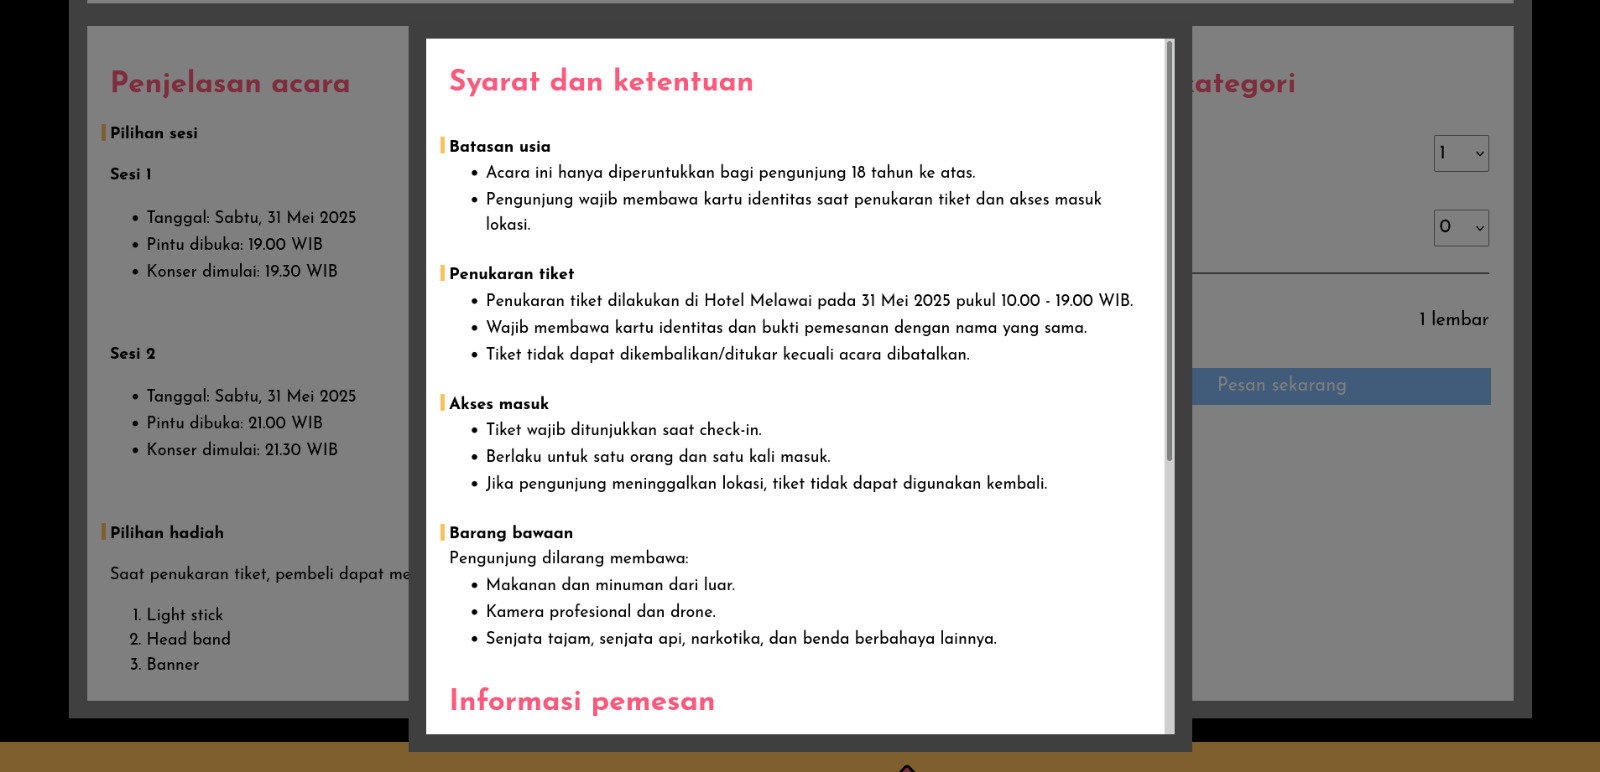 Penjelasan acara
Pilihan sesi
Sesi 1
Tanggal: Sabtu, 31 Mei 2025
Pintu dibuka: 19.00 WIB
Konser dimulai: 19.30 WIB
Sesi 2
Tanggal: Sabtu, 31 Mei 2025
Pintu dibuka: 21.00 WIB
Konser dimulai: 21.30 WIB
Pilihan hadiah
Saat penukaran tiket, pembeli dapat me
1. Light stick
2. Head band
3. Banner
Syarat dan ketentuan
Batasan usia
Acara ini hanya diperuntukkan bagi pengunjung 18 tahun ke atas.
Pengunjung wajib membawa kartu identitas saat penukaran tiket dan akses masuk
lokasi.
Penukaran tiket
Penukaran tiket dilakukan di Hotel Melawai pada 31 Mei 2025 pukul 10.00 - 19.00 WIB.
Wajib membawa kartu identitas dan bukti pemesanan dengan nama yang sama.
Tiket tidak dapat dikembalikan/ditukar kecuali acara dibatalkan.
Akses masuk
Tiket wajib ditunjukkan saat check-in.
Berlaku untuk satu orang dan satu kali masuk.
Jika pengunjung meninggalkan lokasi, tiket tidak dapat digunakan kembali.
Barang bawaan
Pengunjung dilarang membawa:
Makanan dan minuman dari luar.
Kamera profesional dan drone.
Senjata tajam, senjata api, narkotika, dan benda berbahaya lainnya.
Informasi pemesan
kategori
1
0
1 lembar
Pesan sekarang